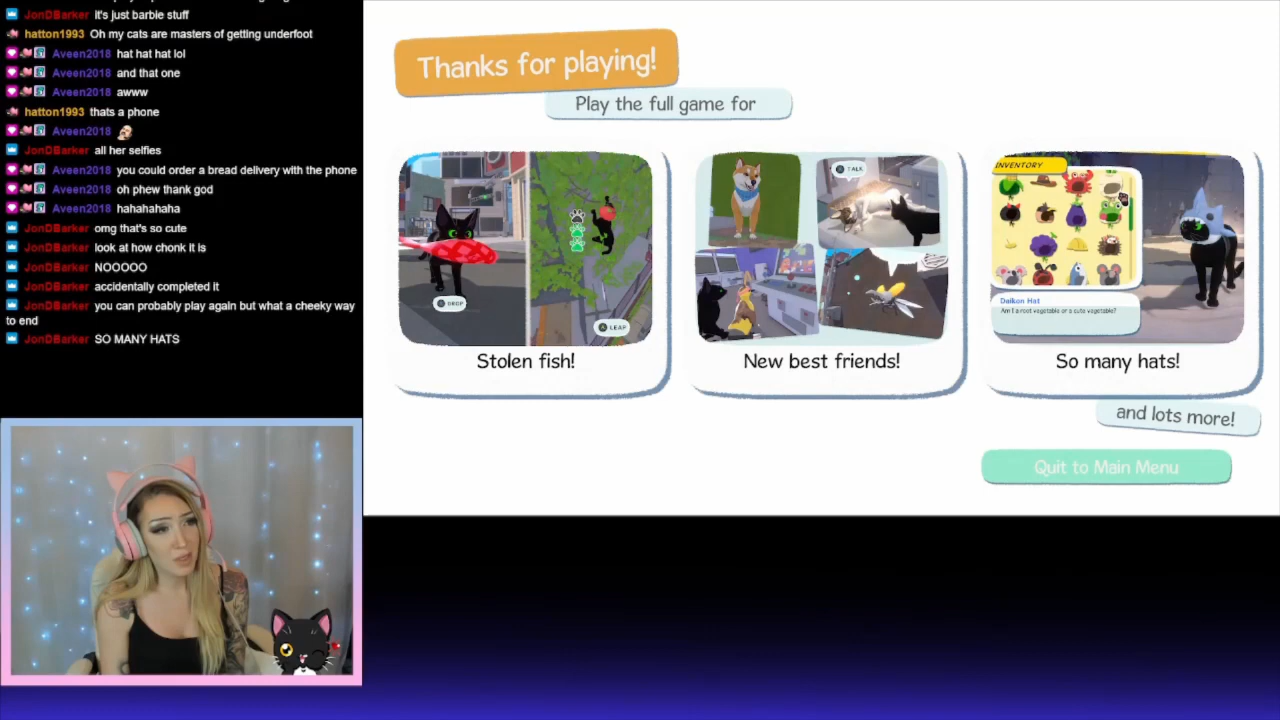 JonDBarker it's just barbie stuff
hatton1993 Oh my cats are masters of getting underfoot
Aveen2018 hat hat hat lol
Aveen2018 and that one
Aveen2018 awww
hatton1993 thats a phone
Aveen2018
JonDBarker all her selfies
Aveen2018 you could order a bread delivery with the phone
Aveen2018 oh phew thank god
Aveen2018 hahahahaha
JonDBarker omg that's so cute
JonDBarker look at how chonk it is
JonDBarker NOOOOO
JonDBarker accidentally completed it
JonDBarker you can probably play again but what a cheeky way
to end
JonDBarker SO MANY HATS
Thanks for playing!
Play the full game for
DROP
LEAP
Stolen fish!
TALK
New best friends!
INVENTORY
Daikon Hat
Am I a root vegetable or a cute vegetable?
So many hats!
and lots more!
Quit to Main Menu